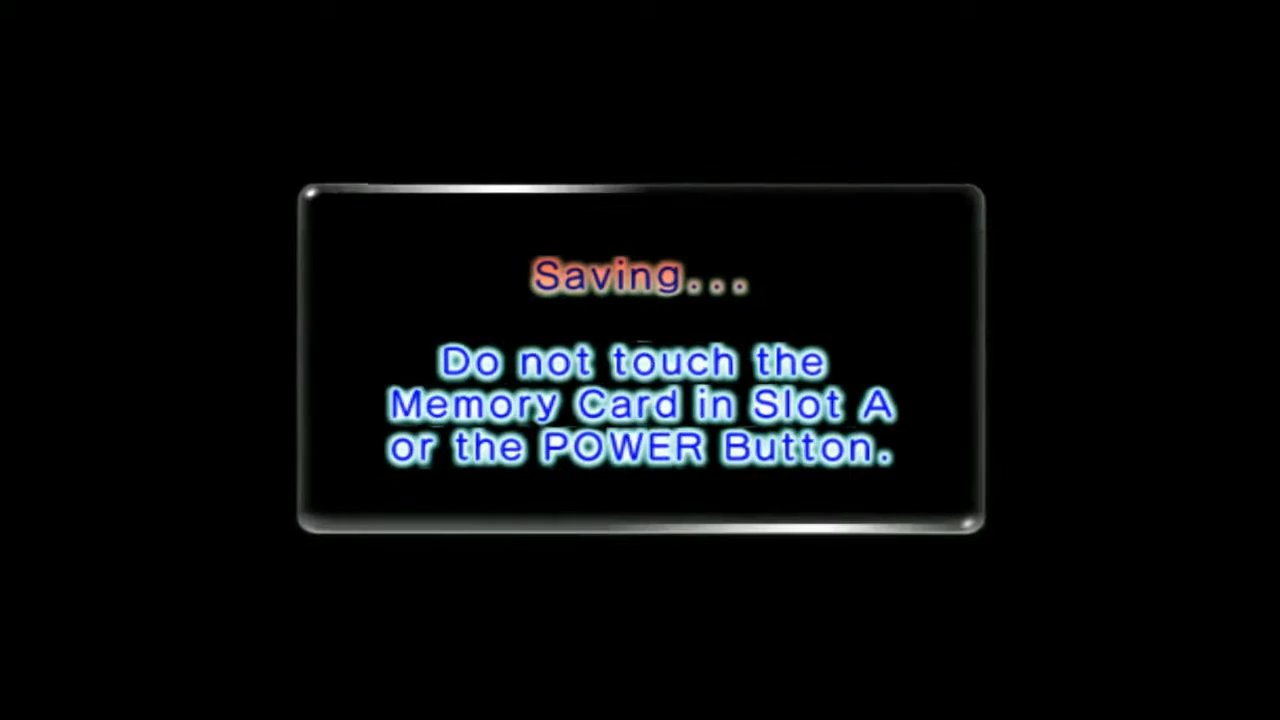 Saving...
Do not touch the
Memory Card in Slot A
or the POWER Button.